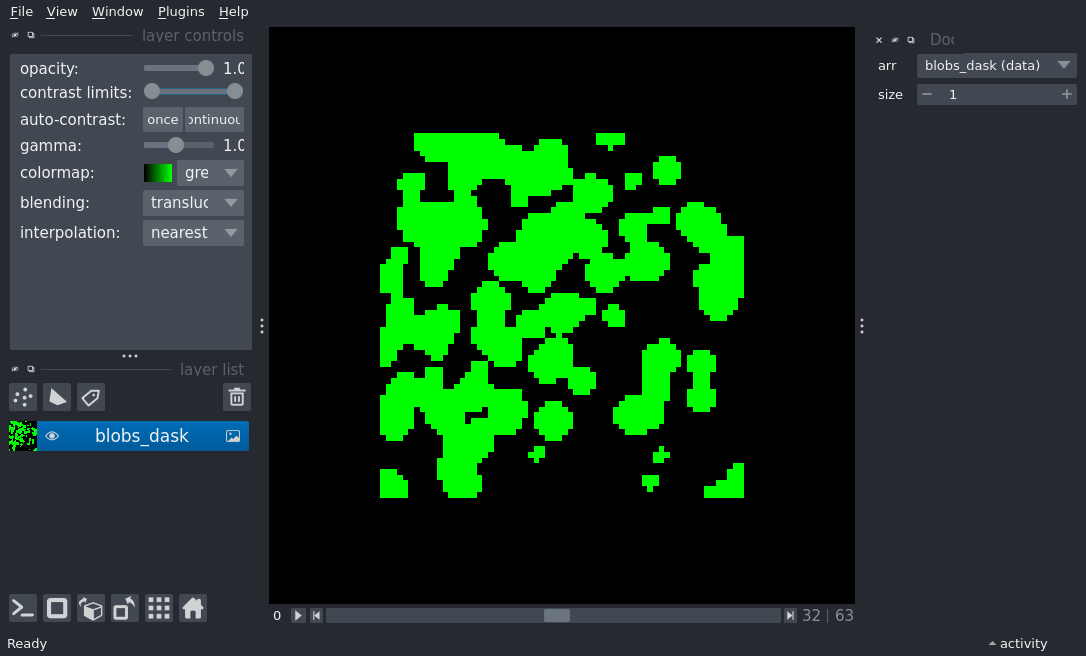 File View Window Plugins Help
layer controls
opacity: 1.0
contrast limits:
auto-contrast: once ontinuou
gamma: 1.0
colormap: gre
blending: transluc
interpolation: nearest
layer list
blobs_dask
Doc
arr blobs_dask (data)
size 1
0 32 | 63
Ready
activity